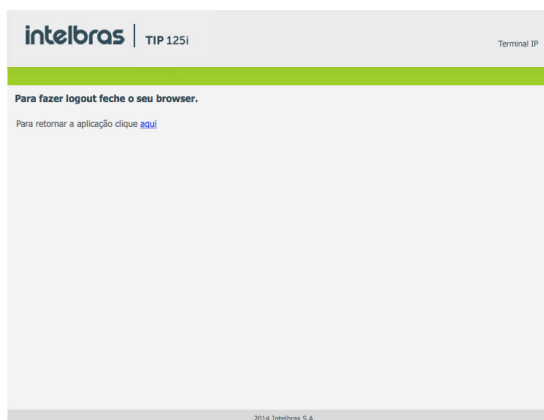 intelbras | TIP 125i
Terminal IP
Para fazer logout feche o seu browser.
Para retornar a aplicação clique aqui
2014 Intelbras S.A.